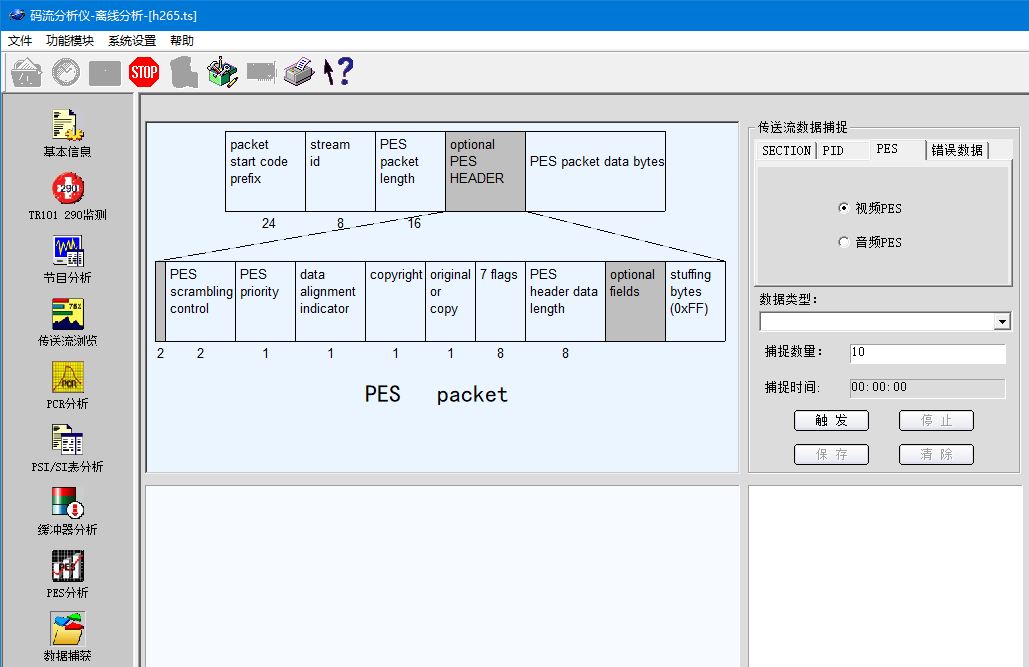 码流分析仪-离线分析-[h265.ts]
文件 功能模块 系统设置 帮助
STOP
基本信息
290
TR101 290监测
节目分析
76%
传送流浏览
PCR
PCR分析
PSI/SI表分析
缓冲器分析
PES
PES分析
数据捕获
packet
start code
prefix
stream
id
PES
packet
length
optional
PES
HEADER
PES packet data bytes
24 8 16
PES
scrambling
control
PES
priority
data
alignment
indicator
copyright
original
or
copy
7 flags
PES
header data
length
optional
fields
stuffing
bytes
(0xFF)
2 2 1 1 1 1 8 8
PES packet
传送流数据捕捉
SECTION PID PES 错误数据
视频PES
音频PES
数据类型:
捕捉数量: 10
捕捉时间: 00:00:00
触 发 停 止
保 存 清 除